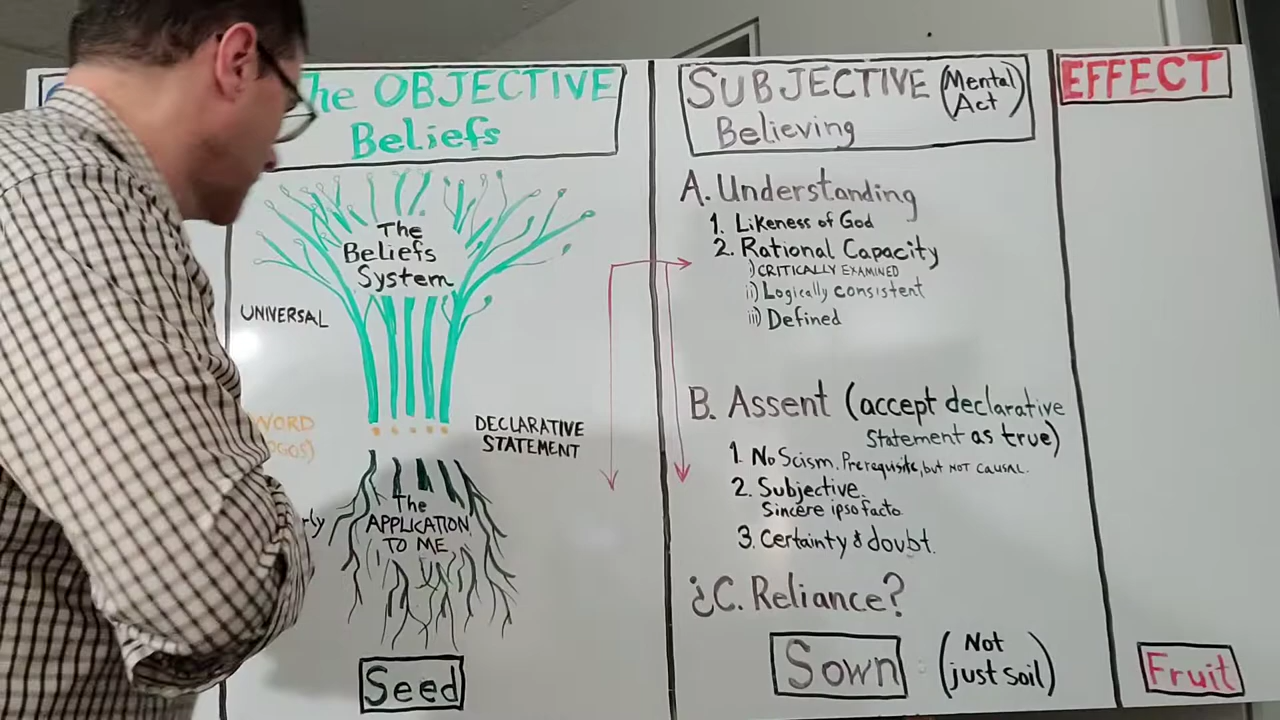 he OBJECTIVE
Beliefs
The
Beliefs
System
UNIVERSAL
WORD
DECLARATIVE
STATEMENT
The
APPLICATION
TO ME
Seed
SUBJECTIVE (Mental
Act)
Believing
A. Understanding
1. Likeness of God
2. Rational Capacity
i) CRITICALLY EXAMINED
ii) Logically consistent
iii) Defined
B. Assent (accept declarative
Statement as true)
1. No Scism. Prerequisite, but NOT CAUSAL.
2. Subjective.
Sincere ipso facto
3. Certainty & doubt.
¿C. Reliance?
Sown (Not
just soil)
EFFECT
Fruit